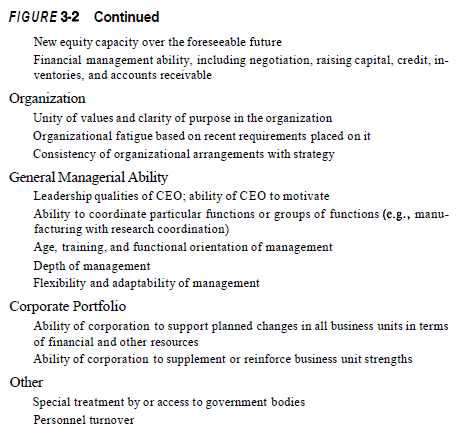 FIGURE 3-2 Continued
New equity capacity over the foreseeable future
Financial management ability, including negotiation, raising capital, credit, in-
ventories, and accounts receivable
Organization
Unity of values and clarity of purpose in the organization
Organizational fatigue based on recent requirements placed on it
Consistency of organizational arrangements with strategy
General Managerial Ability
Leadership qualities of CEO; ability of CEO to motivate
Ability to coordinate particular functions or groups of functions (e.g., manu-
facturing with research coordination)
Age, training, and functional orientation of management
Depth of management
Flexibility and adaptability of management
Corporate Portfolio
Ability of corporation to support planned changes in all business units in terms
of financial and other resources
Ability of corporation to supplement or reinforce business unit strengths
Other
Special treatment by or access to government bodies
Personnel turnover